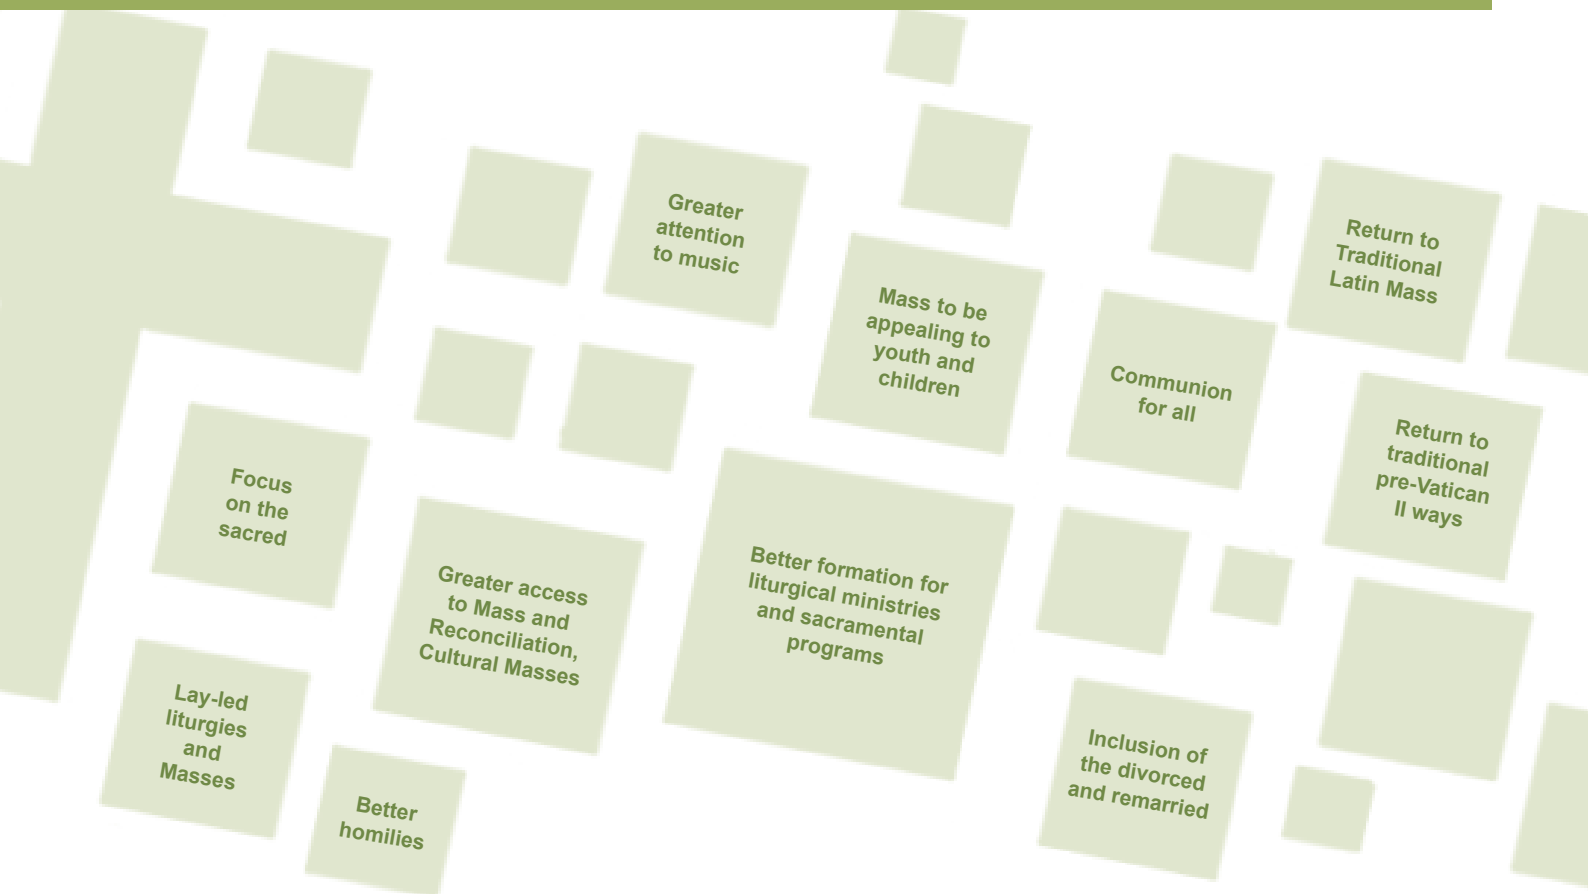 Greater
attention
to music
Return to
Traditional
Latin Mass
Mass to be
appealing to
youth and
children
Communion
for all
Return to
traditional
pre-Vatican
II ways
Focus
on the
sacred
Greater access
to Mass and
Reconciliation,
Cultural Masses
Better formation for
liturgical ministries
and sacramental
programs
Lay-led
liturgies
and
Masses
Inclusion of
the divorced
and remarried
Better
homilies